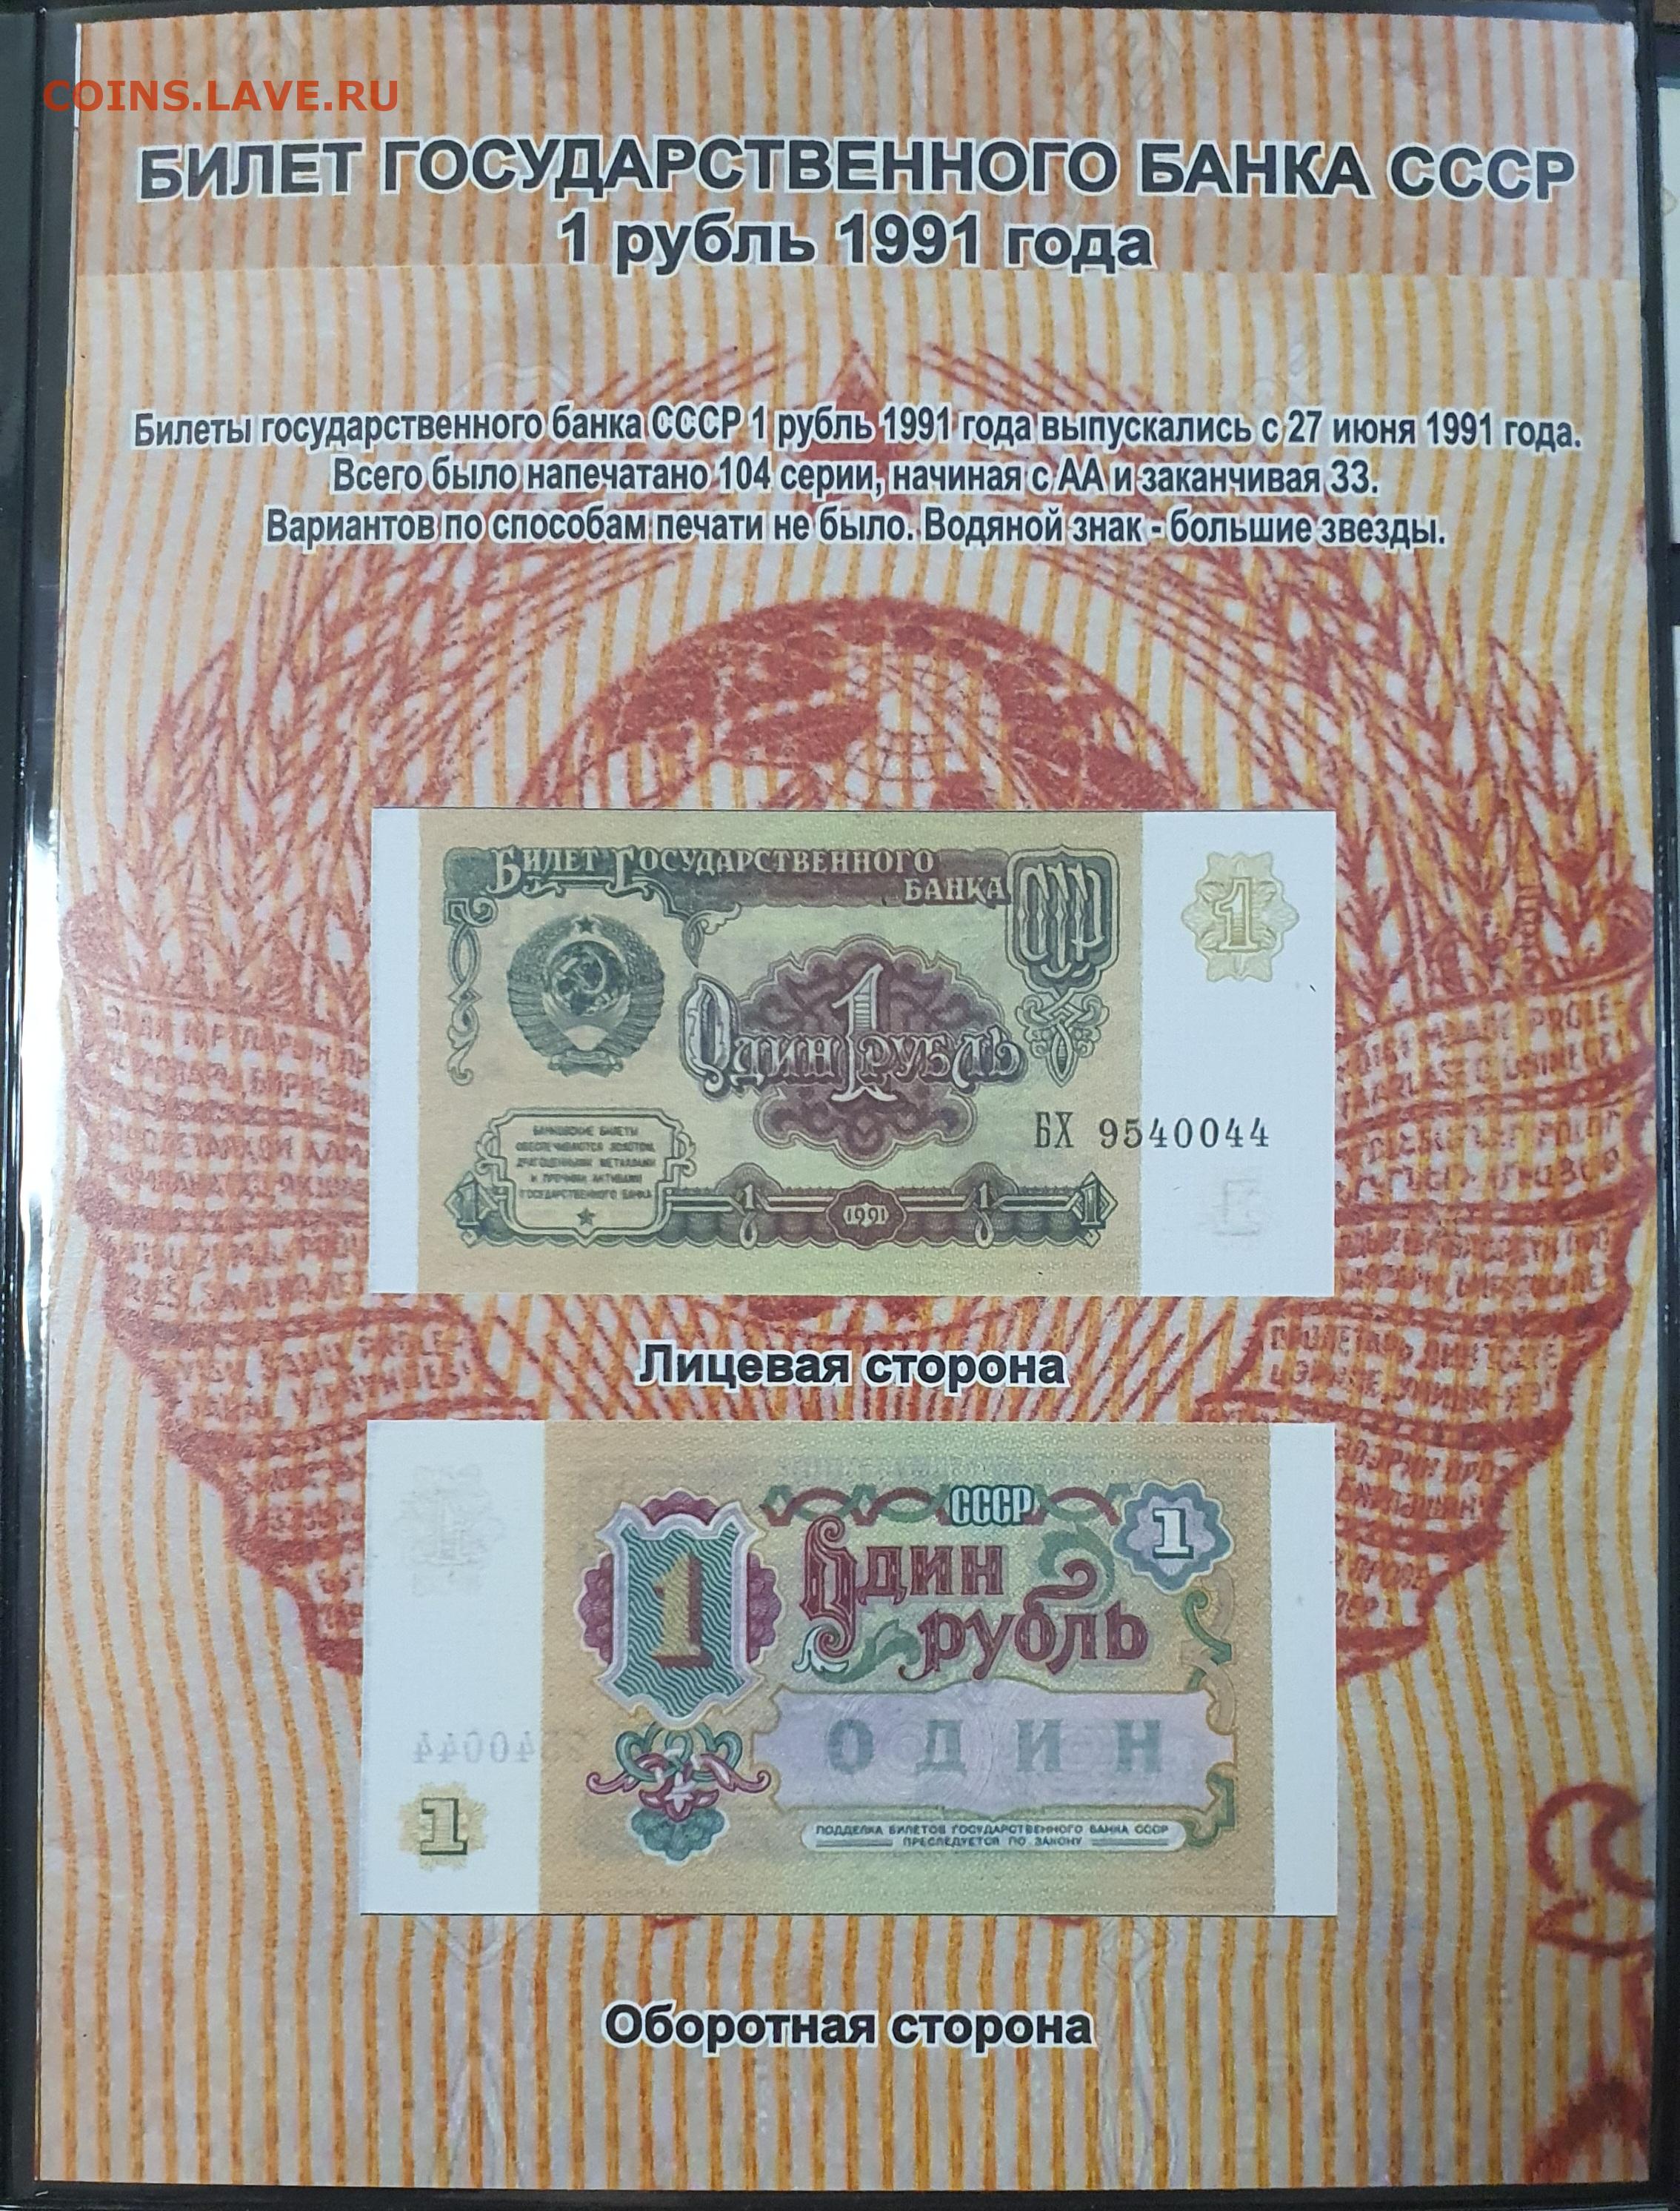 COINS.LAVE.RU
БИЛЕТ ГОСУДАРСТВЕННОГО БАНКА СССР
1 рубль 1991 года
Билеты государственного банка СССР 1 рубль 1991 года выпускались с 27 июня 1991 года.
Всего было напечатано 104 серии, начиная с АА и заканчивая ЗЗ.
Вариантов по способам печати не было. Водяной знак - большие звезды.
БИЛЕТ ГОСУДАРСТВЕННОГО
БАНКА СССР
1
1
ОДИН РУБЛЬ
БХ 9540044
БАНКОВСКИЕ БИЛЕТЫ
ОБЕСПЕЧИВАЮТСЯ ЗОЛОТОМ,
ДРАГОЦЕННЫМИ МЕТАЛЛАМИ
И ПРОЧИМИ АКТИВАМИ
ГОСУДАРСТВЕННОГО БАНКА
1 1 1991 1 1
Лицевая сторона
СССР
1
1
Один
рубль
ОДИН
1
ПОДДЕЛКА БИЛЕТОВ ГОСУДАРСТВЕННОГО БАНКА СССР
ПРЕСЛЕДУЕТСЯ ПО ЗАКОНУ
Оборотная сторона